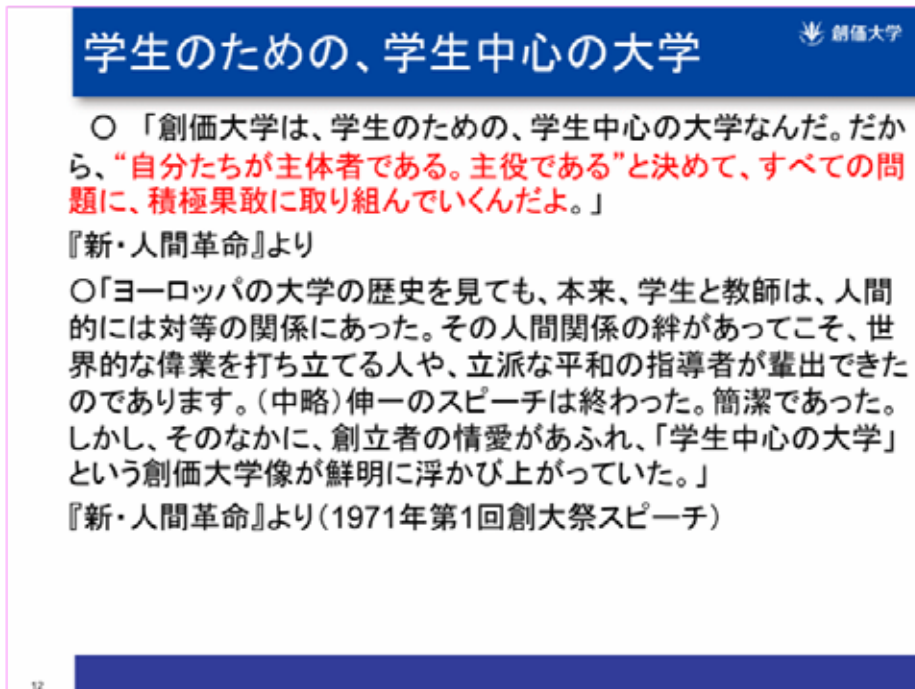 学生のための、学生中心の大学
創価大学
○ 「創価大学は、学生のための、学生中心の大学なんだ。だか
ら、“自分たちが主体者である。主役である”と決めて、すべての問
題に、積極果敢に取り組んでいくんだよ。」
『新・人間革命』より
○「ヨーロッパの大学の歴史を見ても、本来、学生と教師は、人間
的には対等の関係にあった。その人間関係の絆があってこそ、世
界的な偉業を打ち立てる人や、立派な平和の指導者が輩出できた
のであります。（中略）伸一のスピーチは終わった。簡潔であった。
しかし、そのなかに、創立者の情愛があふれ、「学生中心の大学」
という創価大学像が鮮明に浮かび上がっていた。」
『新・人間革命』より（1971年第1回創大祭スピーチ）
12